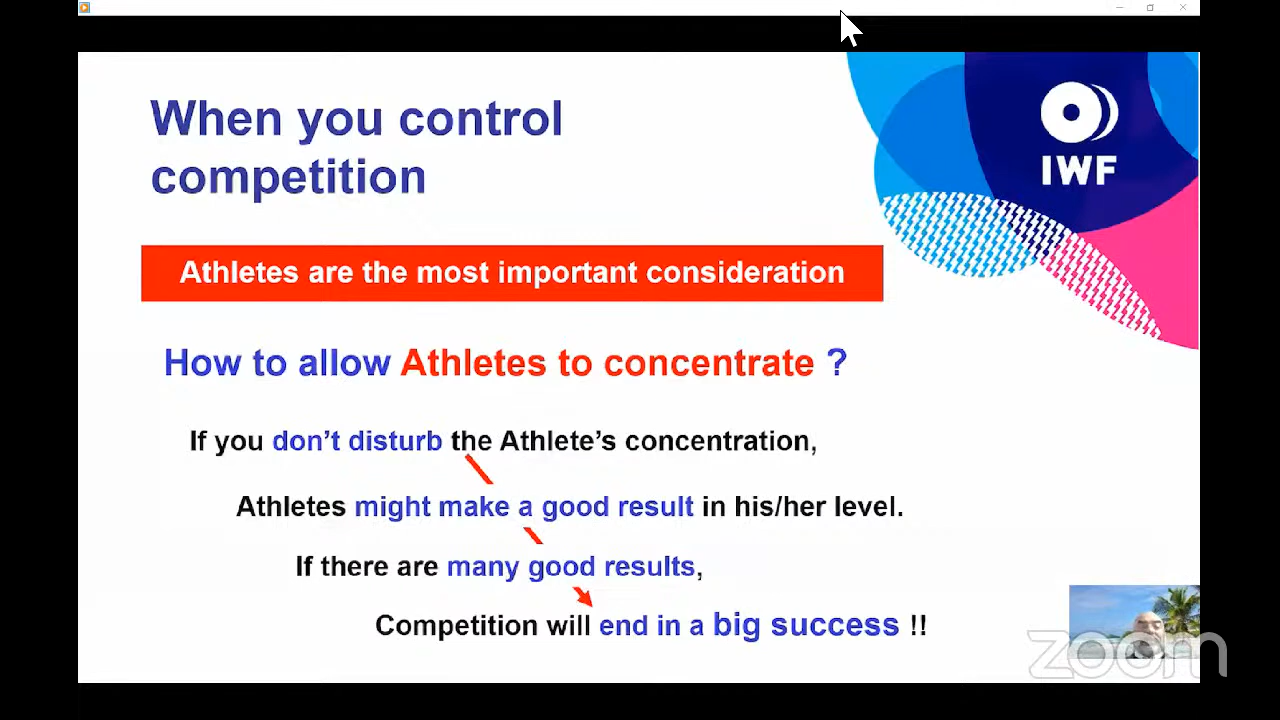 When you control
competition
IWF
Athletes are the most important consideration
How to allow Athletes to concentrate ?
If you don't disturb the Athlete's concentration,
Athletes might make a good result in his/her level.
If there are many good results,
Competition will end in a big success !!
zoom